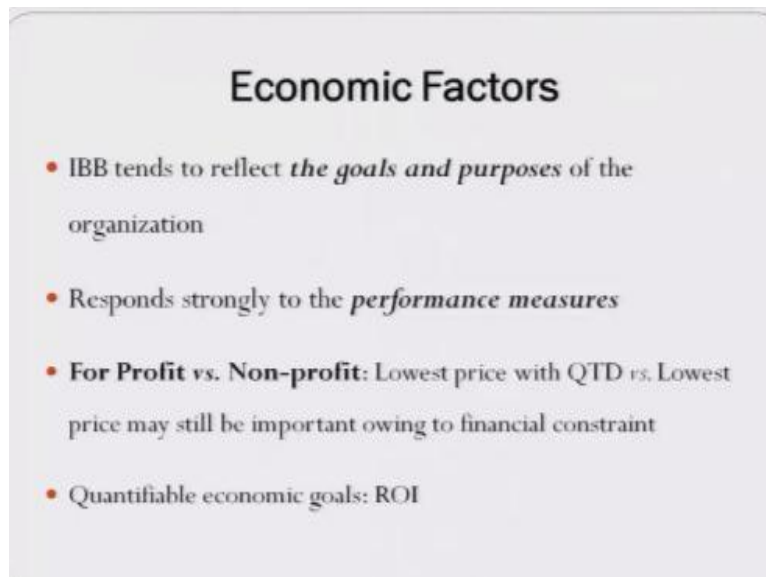 Economic Factors
• IBB tends to reflect the goals and purposes of the
organization
• Responds strongly to the performance measures
• For Profit vs. Non-profit: Lowest price with QTD vs. Lowest
price may still be important owing to financial constraint
• Quantifiable economic goals: ROI